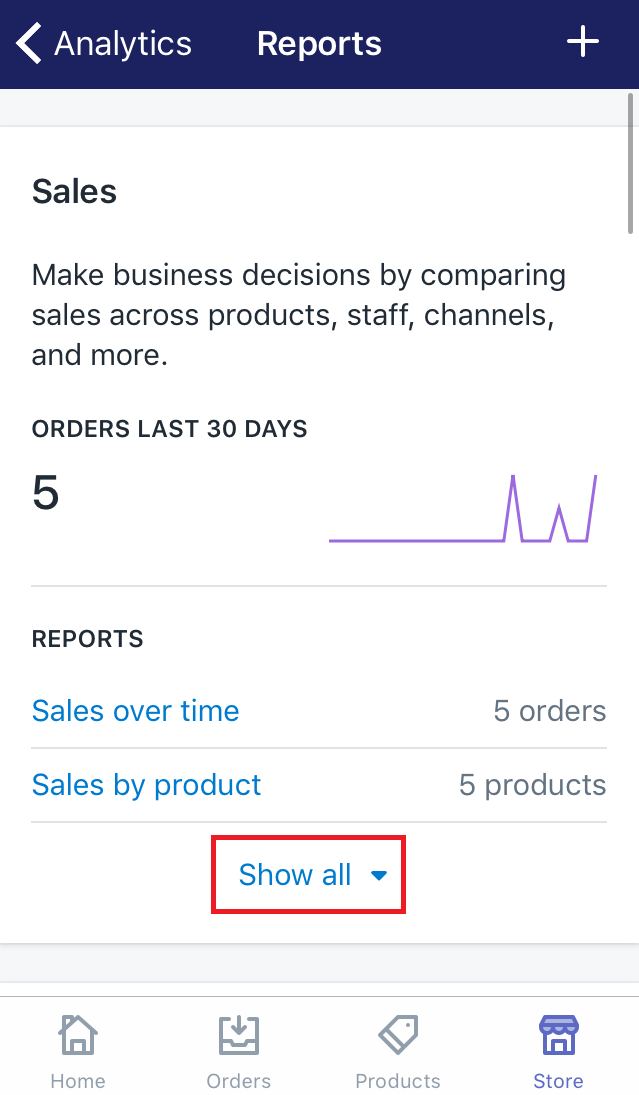 Analytics Reports
Sales
Make business decisions by comparing
sales across products, staff, channels,
and more.
ORDERS LAST 30 DAYS
5
REPORTS
Sales over time 5 orders
Sales by product 5 products
Show all
Home Orders Products Store